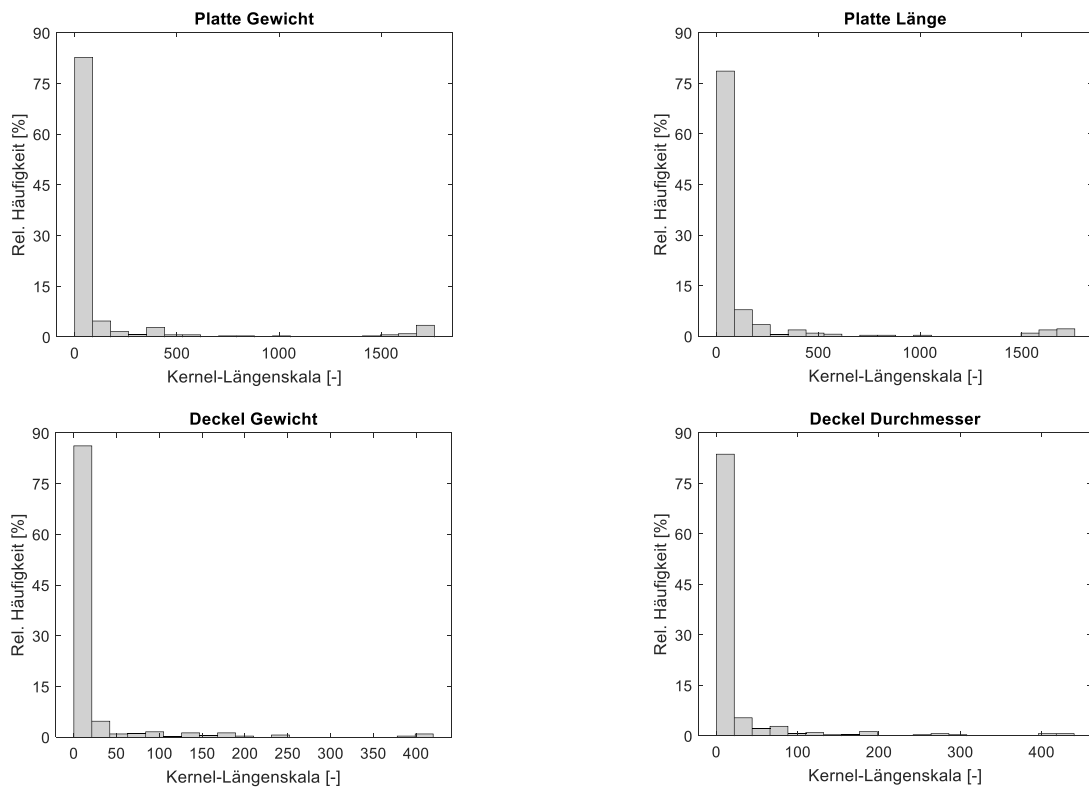 Platte Gewicht
90
75
60
45
30
15
0
Rel. Häufigkeit [%]
0 500 1000 1500
Kernel-Längenskala [-]
Platte Länge
90
75
60
45
30
15
0
Rel. Häufigkeit [%]
0 500 1000 1500
Kernel-Längenskala [-]
Deckel Gewicht
90
75
60
45
30
15
0
Rel. Häufigkeit [%]
0 50 100 150 200 250 300 350 400
Kernel-Längenskala [-]
Deckel Durchmesser
90
75
60
45
30
15
0
Rel. Häufigkeit [%]
0 100 200 300 400
Kernel-Längenskala [-]